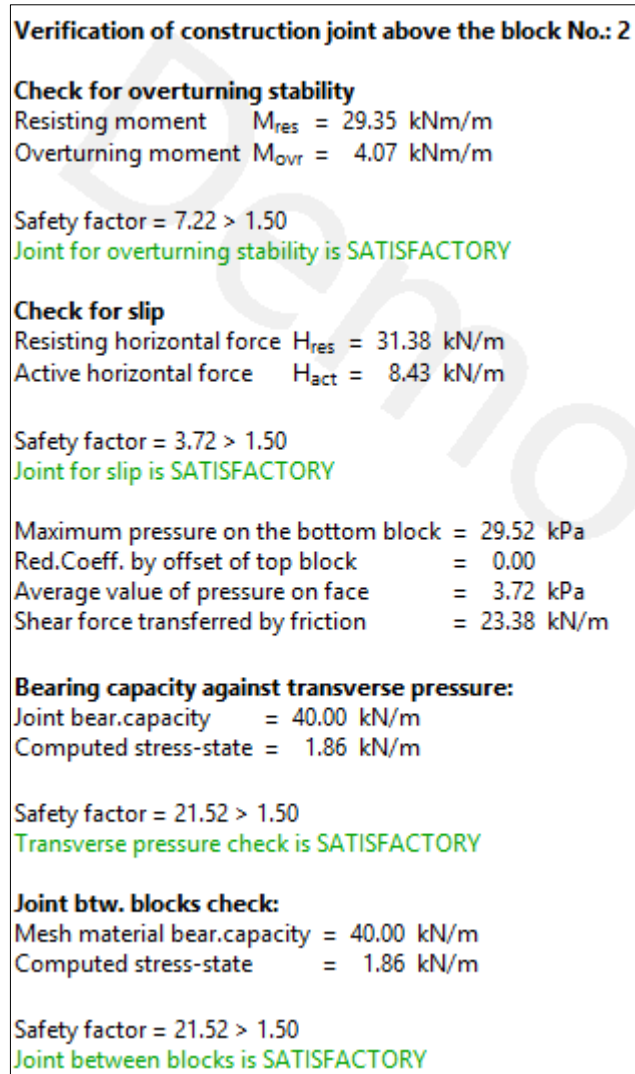 Verification of construction joint above the block No.: 2
Check for overturning stability
Resisting moment Mres = 29.35 kNm/m
Overturning moment Movr = 4.07 kNm/m
Safety factor = 7.22 > 1.50
Joint for overturning stability is SATISFACTORY
Check for slip
Resisting horizontal force Hres = 31.38 kN/m
Active horizontal force Hact = 8.43 kN/m
Safety factor = 3.72 > 1.50
Joint for slip is SATISFACTORY
Maximum pressure on the bottom block = 29.52 kPa
Red.Coeff. by offset of top block = 0.00
Average value of pressure on face = 3.72 kPa
Shear force transferred by friction = 23.38 kN/m
Bearing capacity against transverse pressure:
Joint bear.capacity = 40.00 kN/m
Computed stress-state = 1.86 kN/m
Safety factor = 21.52 > 1.50
Transverse pressure check is SATISFACTORY
Joint btw. blocks check:
Mesh material bear.capacity = 40.00 kN/m
Computed stress-state = 1.86 kN/m
Safety factor = 21.52 > 1.50
Joint between blocks is SATISFACTORY
Demo